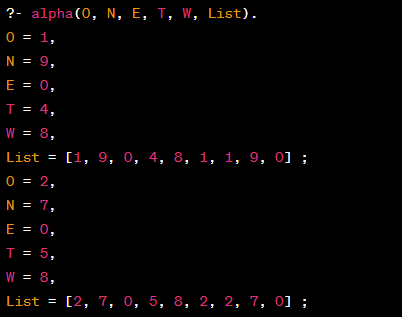 ?- alpha(O, N, E, T, W, List).
O = 1,
N = 9,
E = 0,
T = 4,
W = 8,
List = [1, 9, 0, 4, 8, 1, 1, 9, 0] ;
O = 2,
N = 7,
E = 0,
T = 5,
W = 8,
List = [2, 7, 0, 5, 8, 2, 2, 7, 0] ;